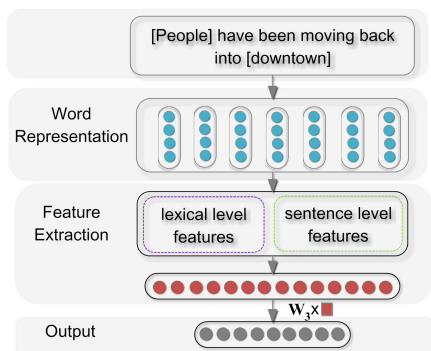 [People] have been moving back
into [downtown]
Word
Representation
Feature
Extraction
lexical level
features
sentence level
features
W3x
Output